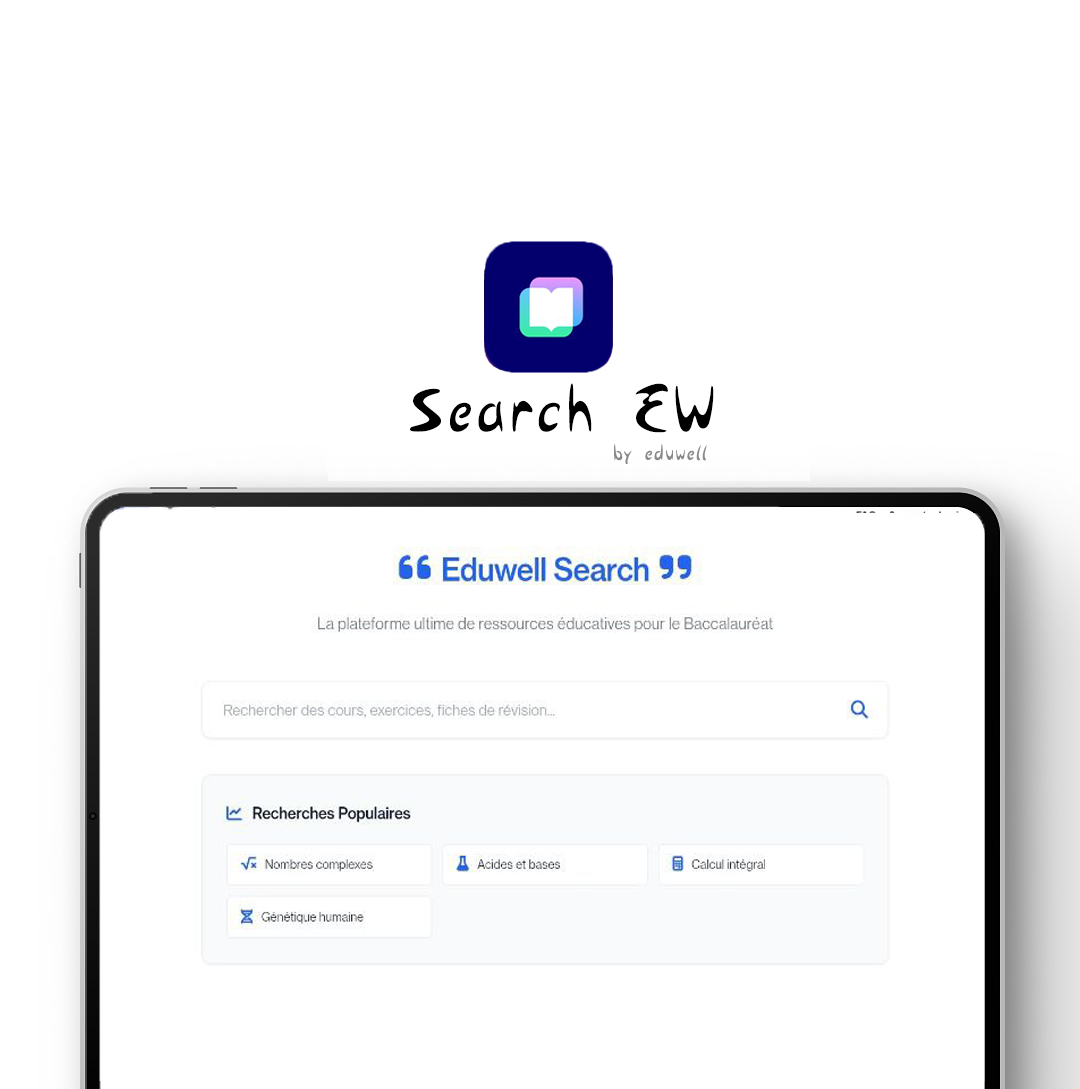 Search EW
by eduwell
Eduwell Search
La plateforme ultime de ressources éducatives pour le Baccalauréat
Rechercher des cours, exercices, fiches de révision...
Recherches Populaires
Nombres complexes
Acides et bases
Calcul intégral
Génétique humaine